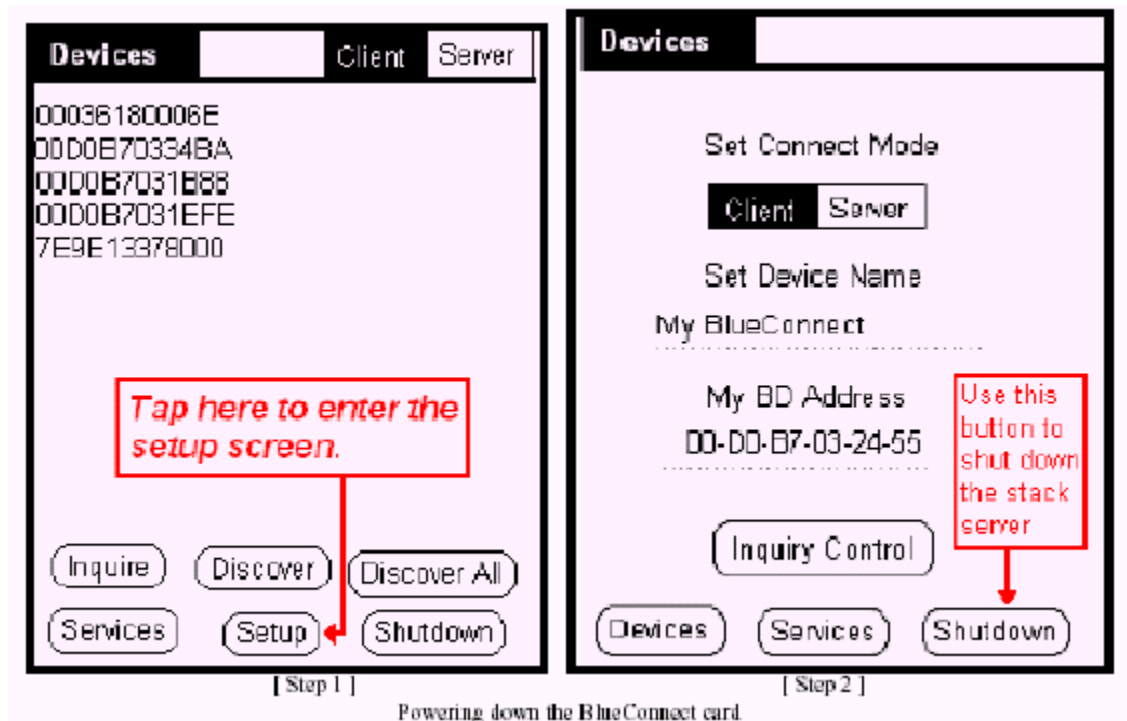 Devices Client Server
00036180006E
00D0B70334BA
00D0B7031B88
00D0B7031EFE
7E9E13378000
Tap here to enter the
setup screen.
Inquire Discover Discover All
Services Setup Shutdown
[ Step 1 ]
Devices
Set Connect Mode
Client Server
Set Device Name
My BlueConnect
My BD Address
00-D0-B7-03-24-55
Use this
button to
shut down
the stack
server
Inquiry Control
Devices Services Shutdown
[ Step 2 ]
Powering down the BlueConnect card